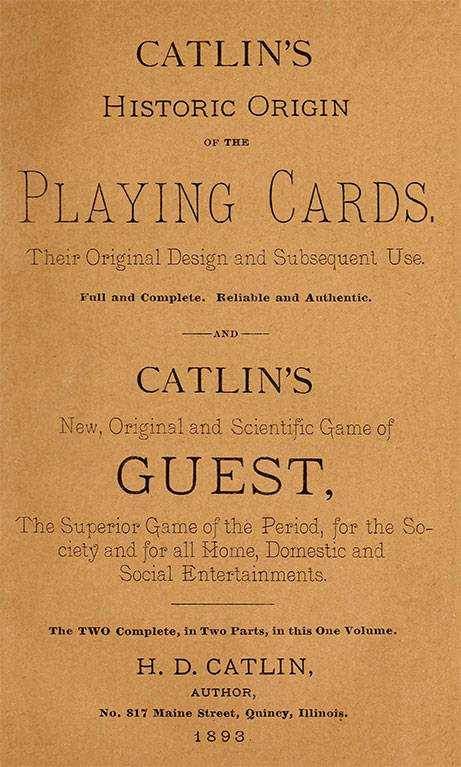 CATLIN'S
HISTORIC ORIGIN
OF THE
PLAYING CARDS.
Their Original Design and Subsequent Use.
Full and Complete. Reliable and Authentic.
AND
CATLIN'S
New, Original and Scientific Game of
GUEST,
The Superior Game of the Period, for the So-
ciety and for all Home, Domestic and
Social Entertainments.
The TWO Complete, in Two Parts, in this One Volume.
H. D. CATLIN,
AUTHOR,
No. 817 Maine Street, Quincy, Illinois.
1893